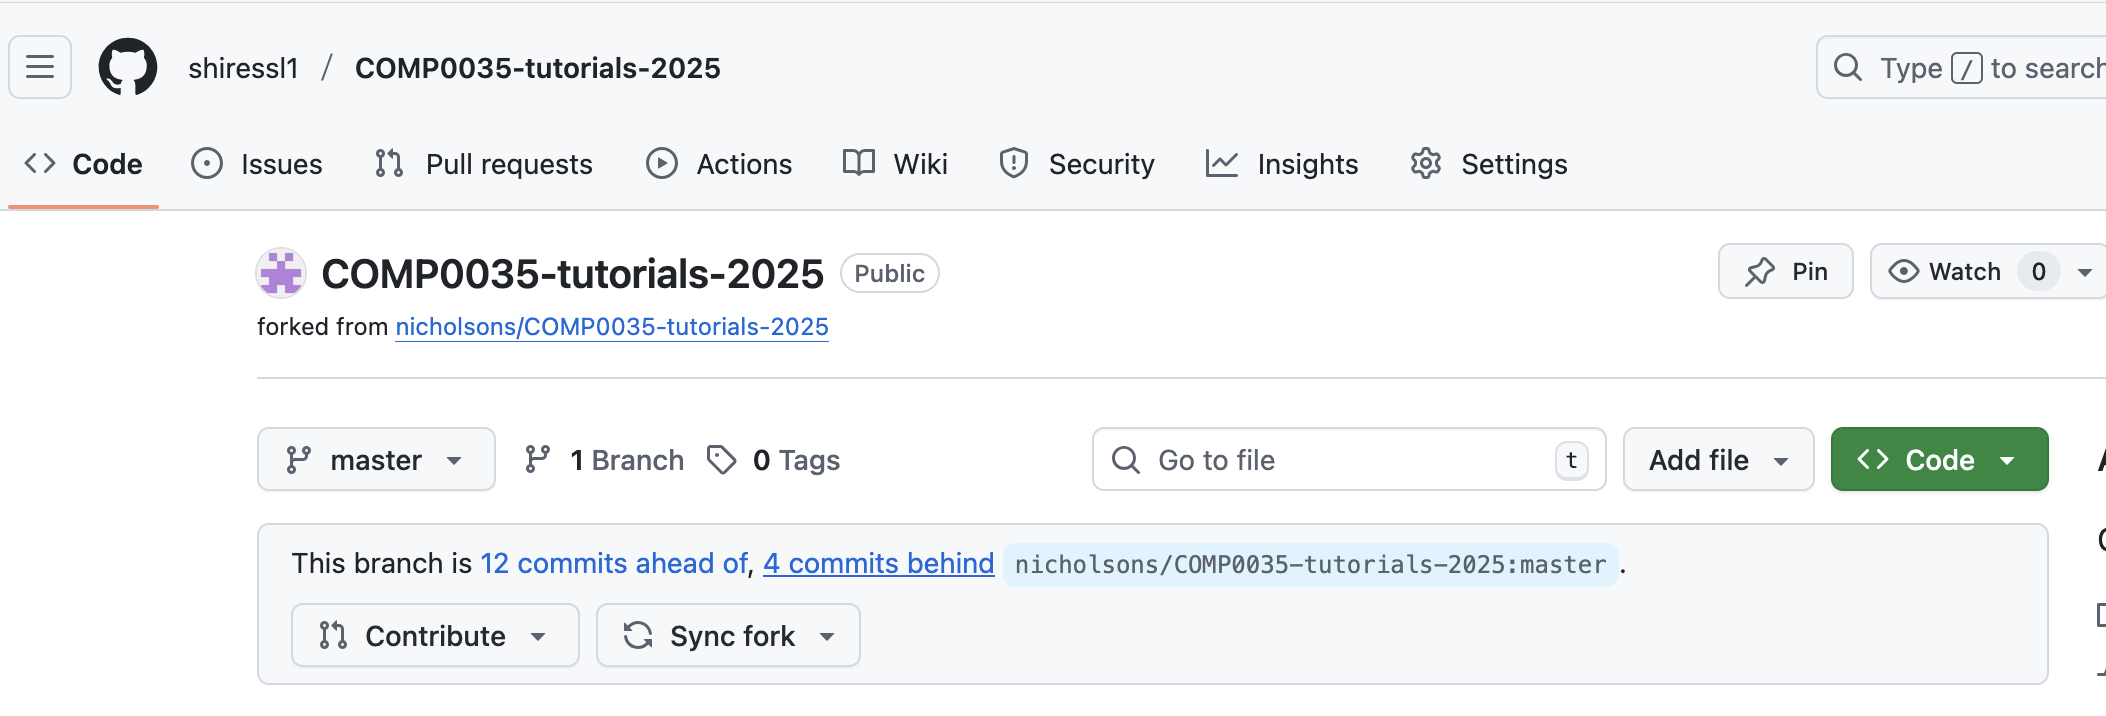 shiressl1 / COMP0035-tutorials-2025 Type / to search
Code Issues Pull requests Actions Wiki Security Insights Settings
COMP0035-tutorials-2025 Public Pin Watch 0
forked from nicholsons/COMP0035-tutorials-2025
master 1 Branch 0 Tags Go to file t Add file Code
This branch is 12 commits ahead of, 4 commits behind nicholsons/COMP0035-tutorials-2025:master .
Contribute Sync fork